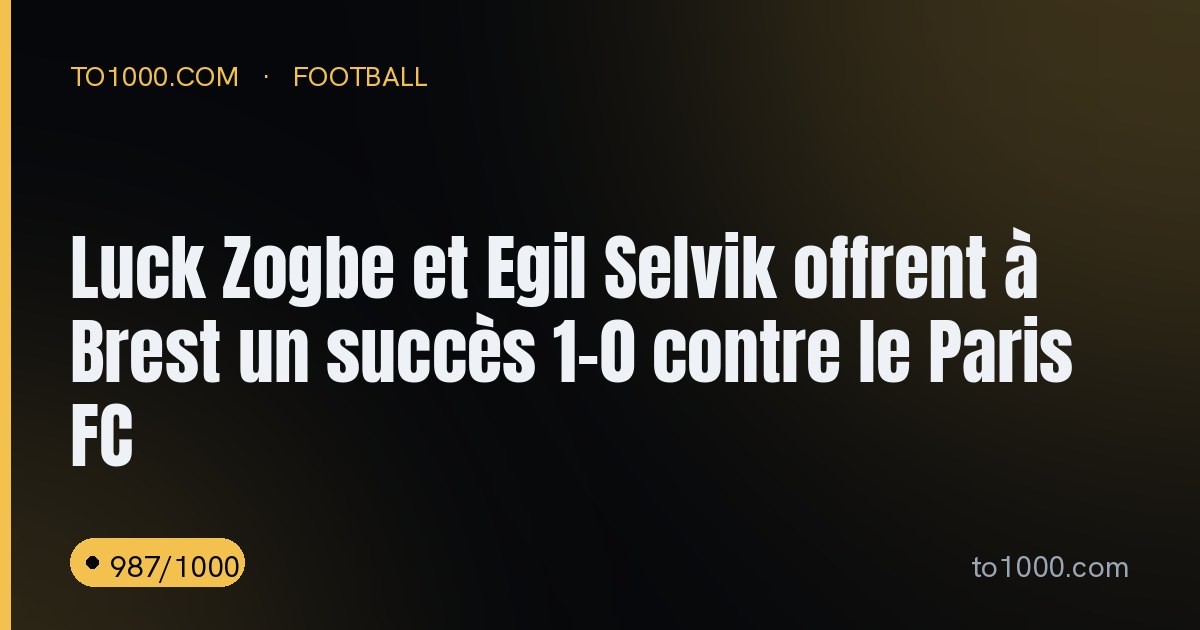 TO1000.COM · FOOTBALL
Luck Zogbe et Egil Selvik offrent à
Brest un succès 1-0 contre le Paris
FC
987/1000
to1000.com